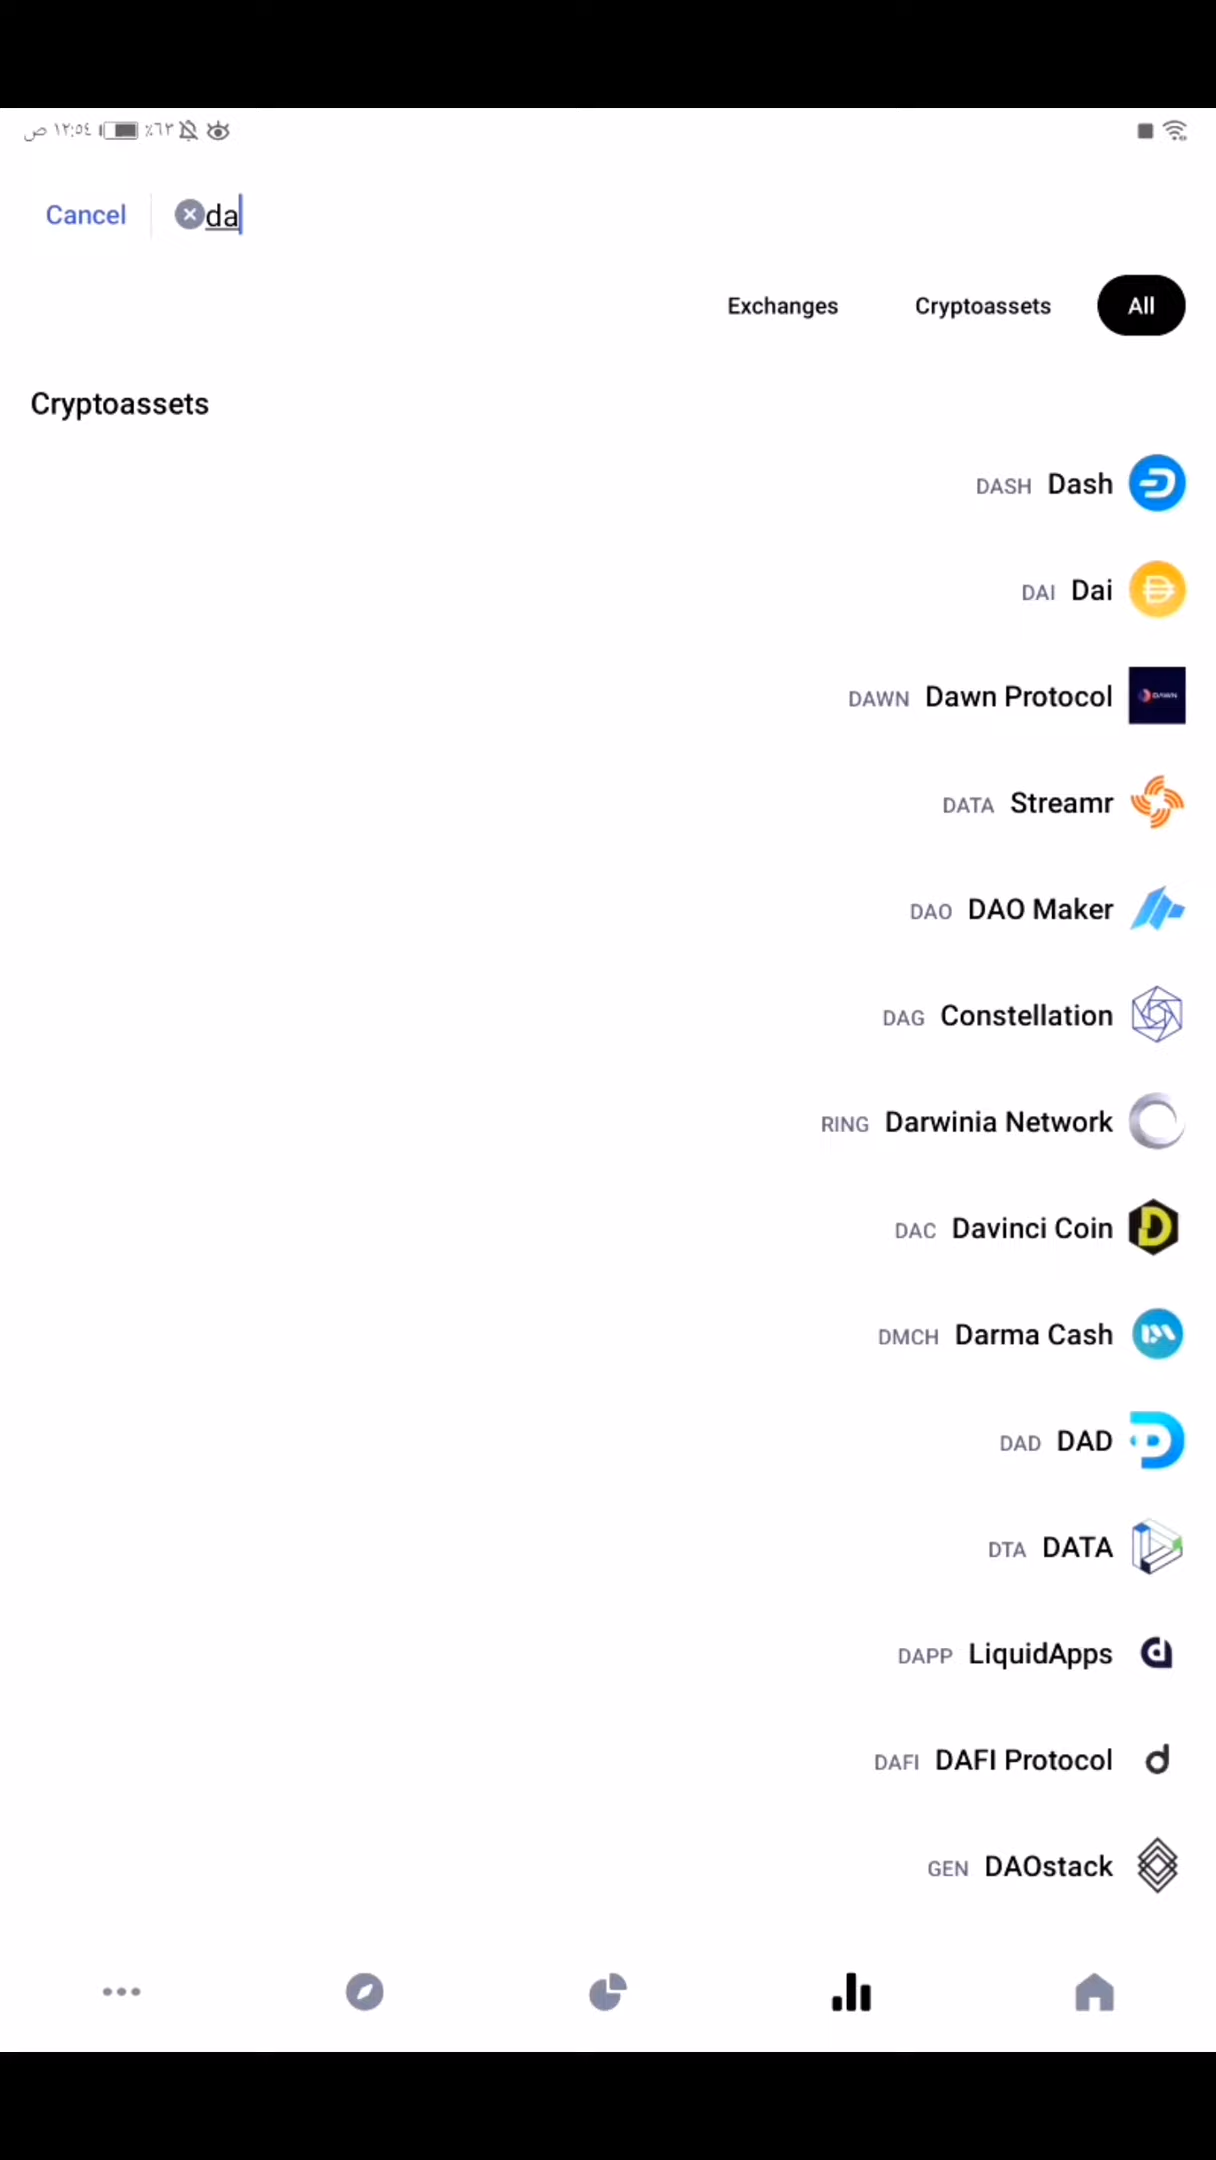 ١٢:٥٤ ص ٪٦٣
Cancel da
Exchanges Cryptoassets All
Cryptoassets
DASH Dash
DAI Dai
DAWN Dawn Protocol DAWN
DATA Streamr
DAO DAO Maker
DAG Constellation
RING Darwinia Network
DAC Davinci Coin
DMCH Darma Cash
DAD DAD
DTA DATA
DAPP LiquidApps
DAFI DAFI Protocol
GEN DAOstack